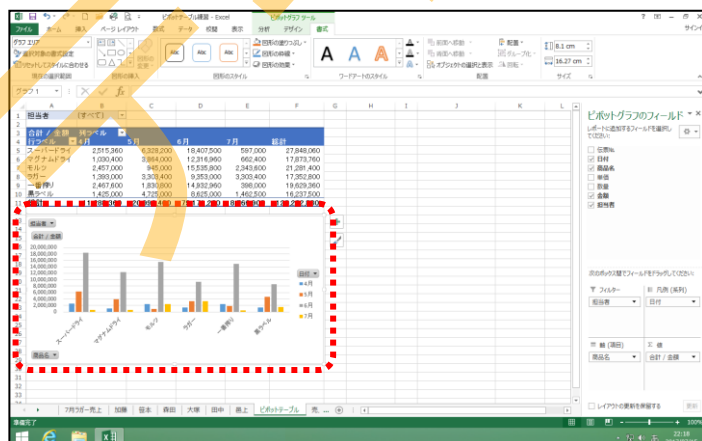 ピボットテーブル練習 - Excel
ピボットグラフ ツール
サインイ
ファイル ホーム 挿入 ページ レイアウト 数式 データ 校閲 表示 分析 デザイン 書式
グラフ エリア
選択対象の書式設定
リセットしてスタイルに合わせる
現在の選択範囲
図形の変更
図形の挿入
Abc Abc Abc
図形の塗りつぶし
図形の枠線
図形の効果
図形のスタイル
A A A
ワードアートのスタイル
前面へ移動
背面へ移動
オブジェクトの選択と表示
配置
グループ化
回転
配置
8.1 cm
16.27 cm
サイズ
グラフ 1
fx
A B C D E F G H I J K L
1 担当者 (すべて)
3 合計 / 金額 列ラベル
4 行ラベル 4月 5月 6月 7月 総計
5 スーパードライ 2,515,360 6,328,200 18,407,500 597,000 27,848,060
6 マグナムドライ 1,030,400 3,864,000 12,316,960 662,400 17,873,760
7 モルツ 2,457,000 945,000 15,535,800 2,343,600 21,281,400
8 ラガー 1,393,000 3,303,400 9,353,000 3,303,400 17,352,800
9 一番搾り 2,467,600 1,830,800 14,932,960 398,000 19,629,360
10 黒ラベル 1,425,000 4,725,000 8,625,000 1,462,500 16,237,500
担当者
合計 / 金額
20,000,000
18,000,000
16,000,000
14,000,000
12,000,000
10,000,000
8,000,000
6,000,000
4,000,000
2,000,000
0
スーパードライ マグナムドライ モルツ ラガー 一番搾り 黒ラベル
日付
4月
5月
6月
7月
商品名
ピボットグラフのフィールド
レポートに追加するフィールドを選択してください:
伝票№
日付
商品名
単価
数量
金額
担当者
次のボックス間でフィールドをドラッグしてください:
フィルター
凡例 (系列)
担当者
日付
軸 (項目)
Σ 値
商品名
合計 / 金額
レイアウトの更新を保留する
更新
7月ラガー売上 加藤 笹本 森田 大塚 田中 ピボットテーブル 売 ...
準備完了
100%
22:16